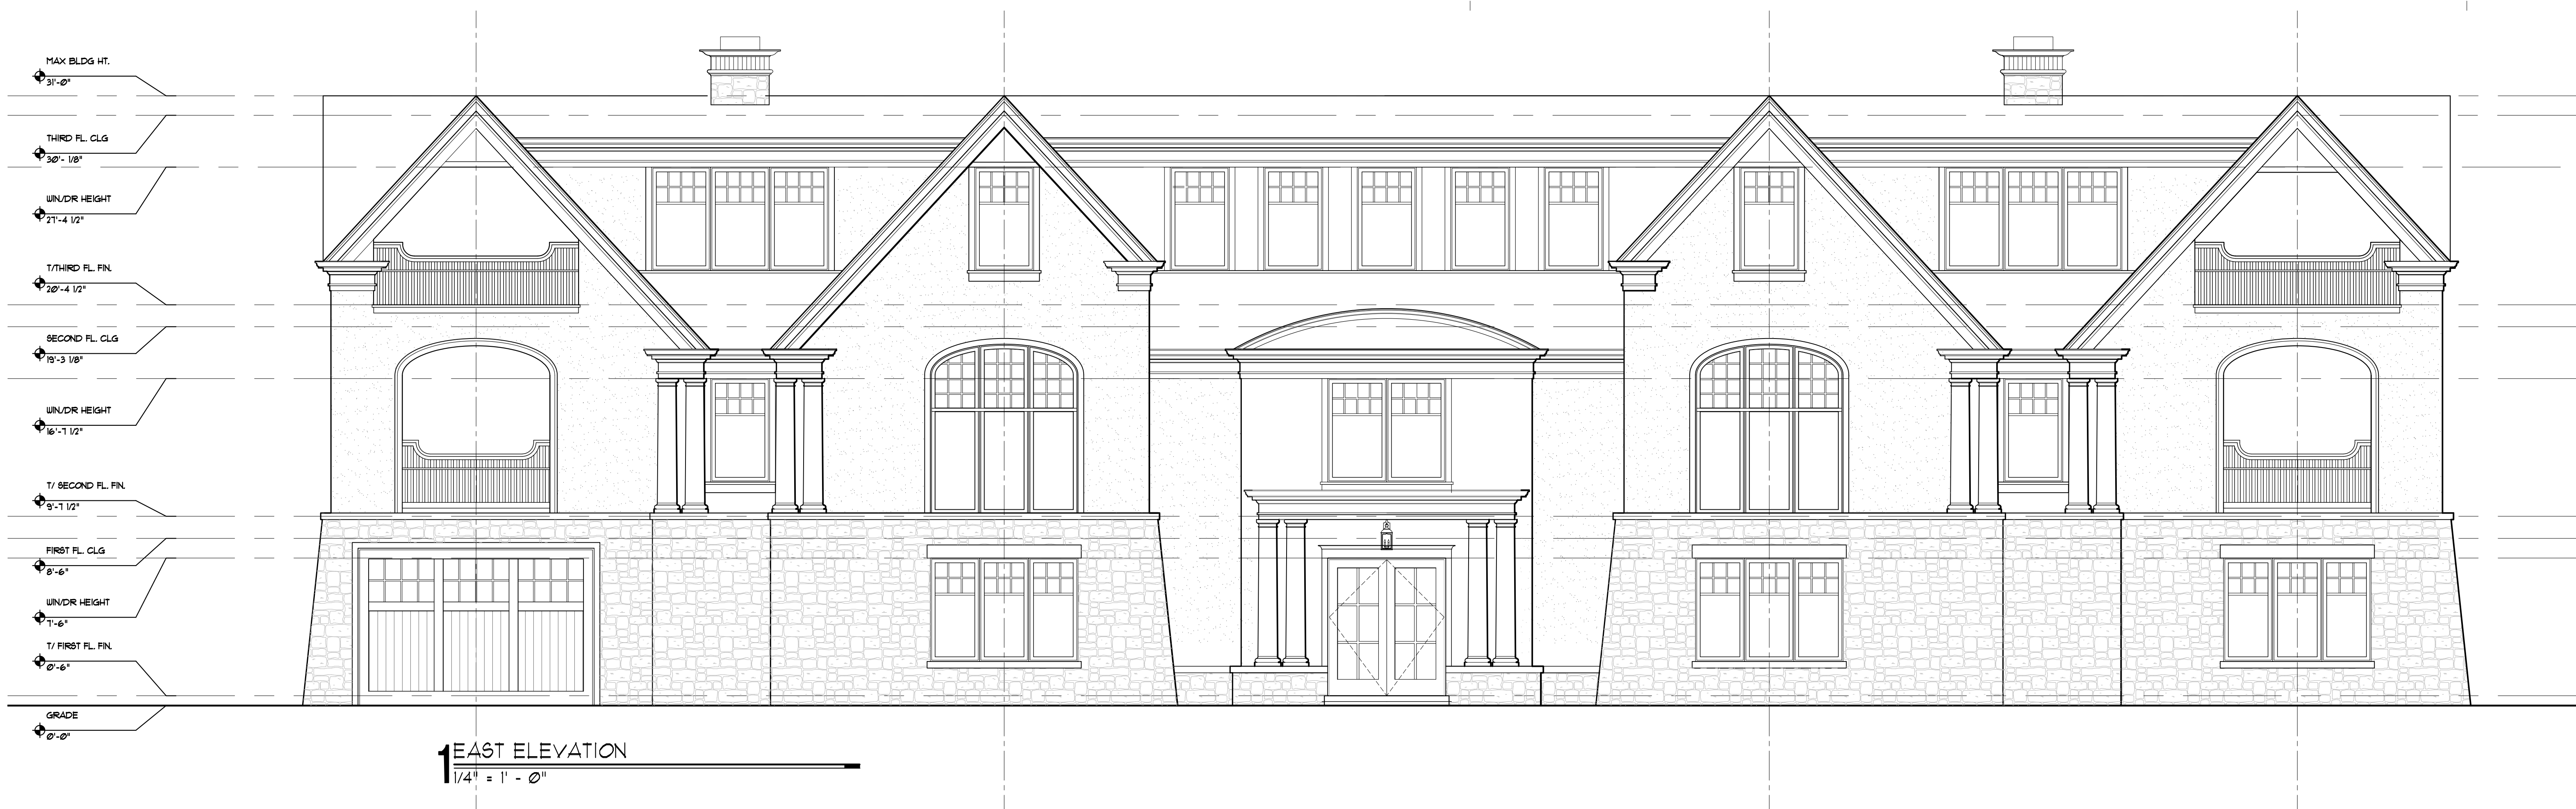 MAX BLDG HT.
31'-0"
THIRD FL. CLG
30'- 1/8"
WIN/DR HEIGHT
27'-4 1/2"
T/THIRD FL. FIN.
20'-4 1/2"
SECOND FL. CLG
19'-3 1/8"
WIN/DR HEIGHT
16'-7 1/2"
T/ SECOND FL. FIN.
9'-7 1/2"
FIRST FL. CLG
8'-6"
WIN/DR HEIGHT
7'-6"
T/ FIRST FL. FIN.
0'-6"
GRADE
0'-0"
1 EAST ELEVATION
1/4" = 1' - 0"